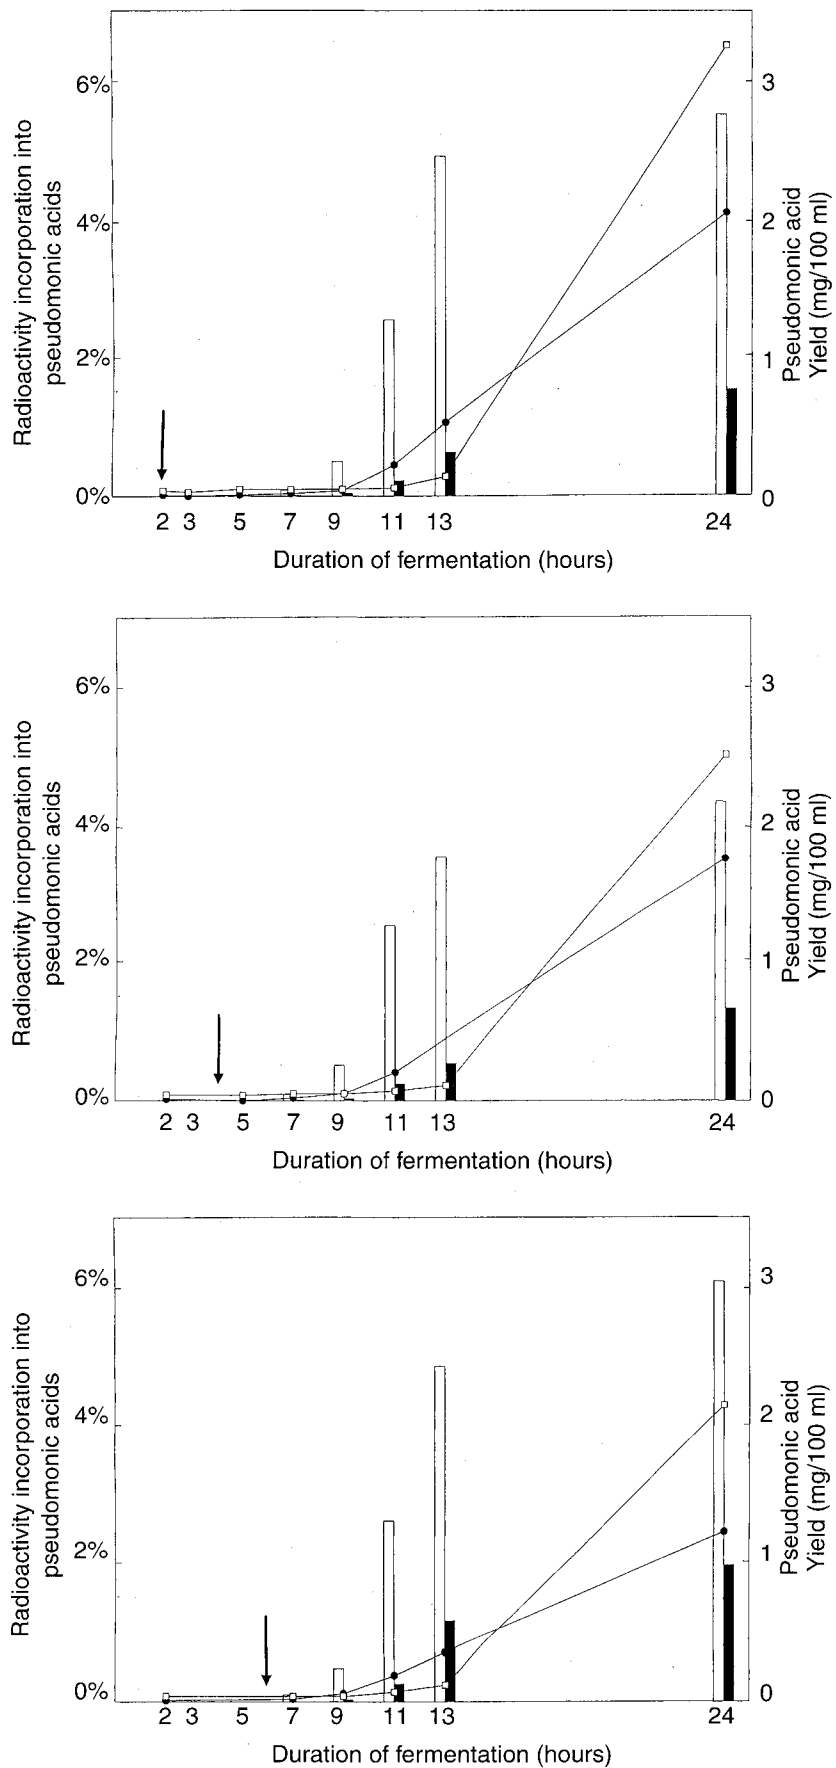 Radioactivity incorporation into
pseudomonic acids
6%
4%
2%
0%
3
2
1
0
Pseudomonic acid
Yield (mg/100 ml)
2 3 5 7 9 11 13 24
Duration of fermentation (hours)
Radioactivity incorporation into
pseudomonic acids
6%
4%
2%
0%
3
2
1
0
Pseudomonic acid
Yield (mg/100 ml)
2 3 5 7 9 11 13 24
Duration of fermentation (hours)
Radioactivity incorporation into
pseudomonic acids
6%
4%
2%
0%
3
2
1
0
Pseudomonic acid
Yield (mg/100 ml)
2 3 5 7 9 11 13 24
Duration of fermentation (hours)